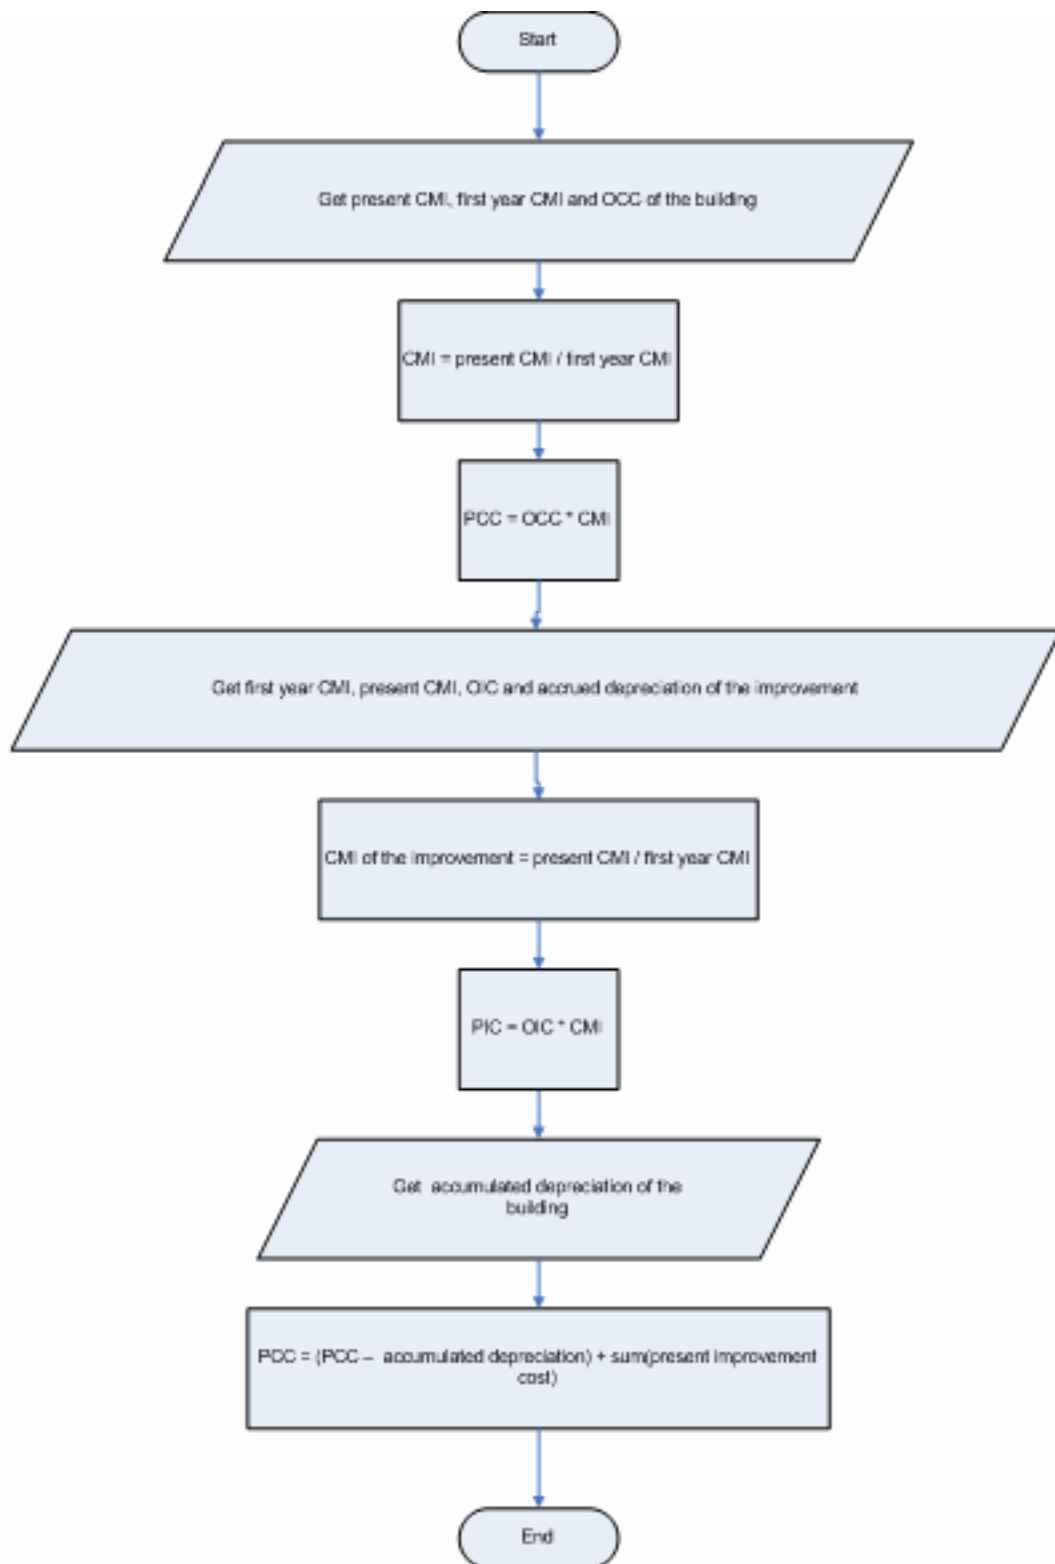 Start
Get present CMI, first year CMI and OCC of the building
CMI = present CMI / first year CMI
PCC = OCC * CMI
Get first year CMI, present CMI, OIC and accrued depreciation of the improvement
CMI of the improvement = present CMI / first year CMI
PIC = OIC * CMI
Get accumulated depreciation of the
building
PCC = (PCC – accumulated depreciation) + sum(present improvement
cost)
End